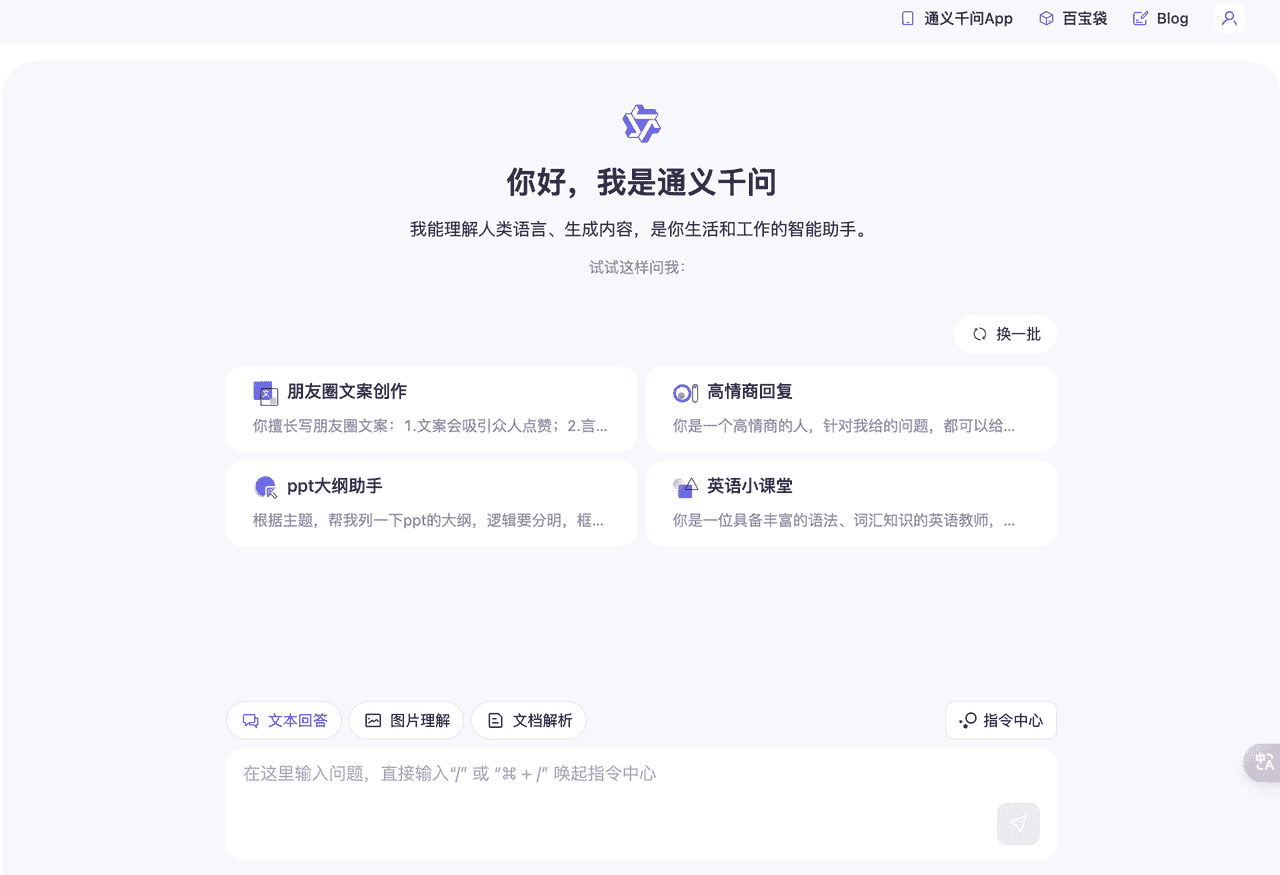 通义千问App 百宝袋 Blog
你好，我是通义千问
我能理解人类语言、生成内容，是你生活和工作的智能助手。
试试这样问我：
换一批
朋友圈文案创作
你擅长写朋友圈文案：1.文案会吸引众人点赞；2.言...
高情商回复
你是一个高情商的人，针对我给的问题，都可以给...
ppt大纲助手
根据主题，帮我列一下ppt的大纲，逻辑要分明，框...
英语小课堂
你是一位具备丰富的语法、词汇知识的英语教师，...
文本回答 图片理解 文档解析 指令中心
在这里输入问题，直接输入“/” 或 “⌘ + /” 唤起指令中心
中A